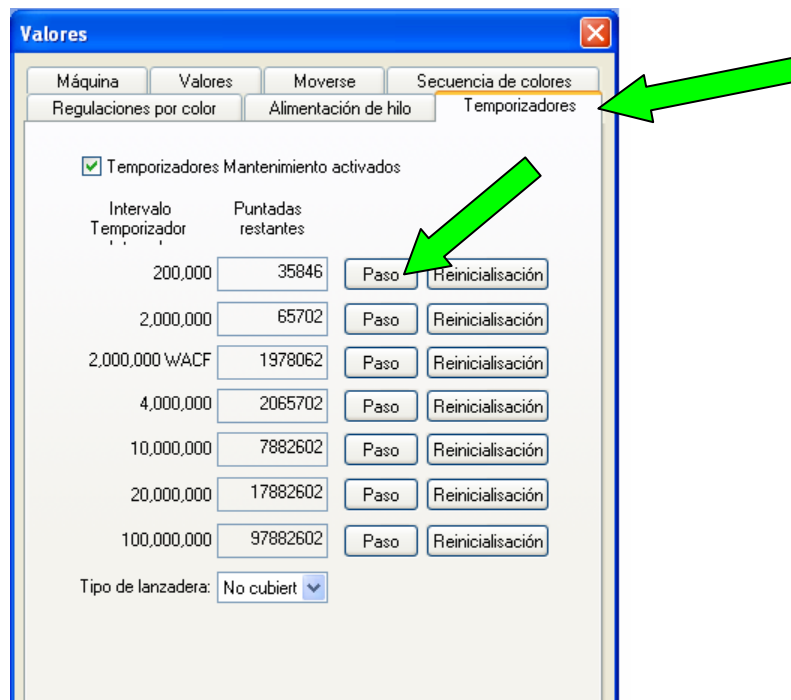 Valores
Máquina Valores Moverse Secuencia de colores
Regulaciones por color Alimentación de hilo Temporizadores
Temporizadores Mantenimiento activados
Intervalo Puntadas
Temporizador restantes
200,000 35846 Paso Reinicialisación
2,000,000 65702 Paso Reinicialisación
2,000,000 WACF 1978062 Paso Reinicialisación
4,000,000 2065702 Paso Reinicialisación
10,000,000 7882602 Paso Reinicialisación
20,000,000 17882602 Paso Reinicialisación
100,000,000 97882602 Paso Reinicialisación
Tipo de lanzadera: No cubiert